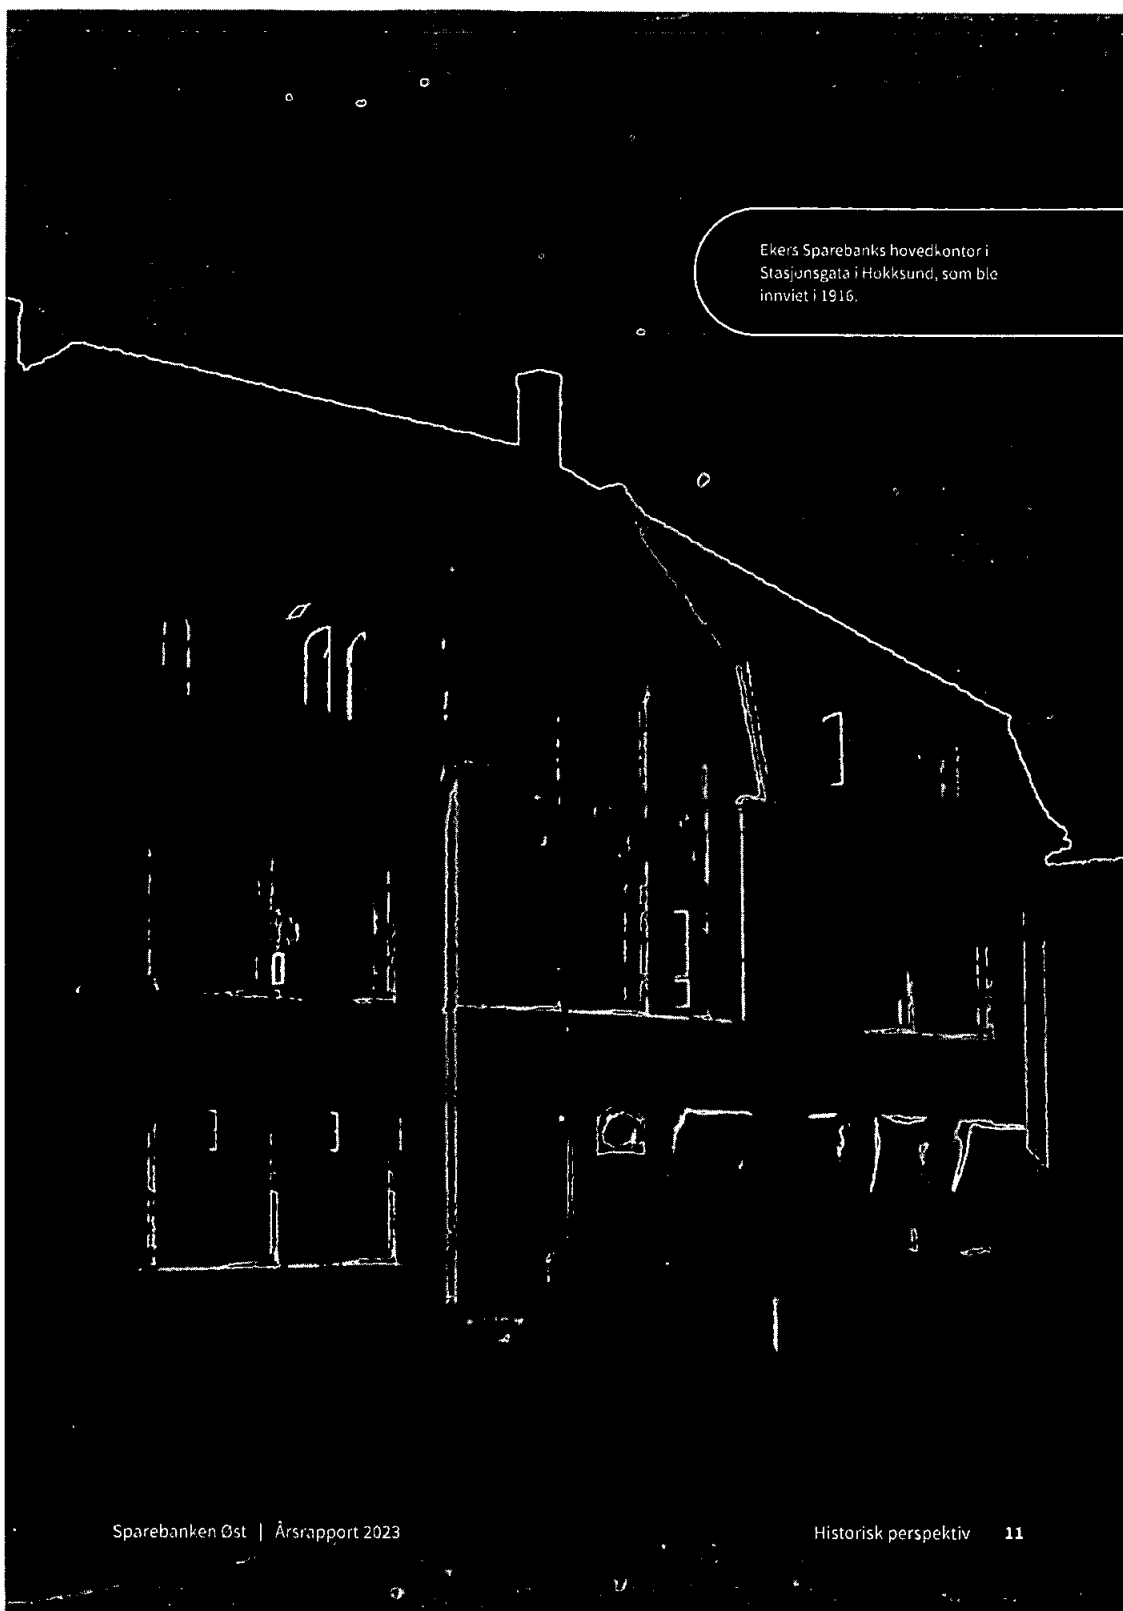 Ekers Sparebanks hovedkontor i
Stasjonsgata i Hokksund, som ble
innviet i 1916.
Sparebanken Øst | Årsrapport 2023
Historisk perspektiv 11